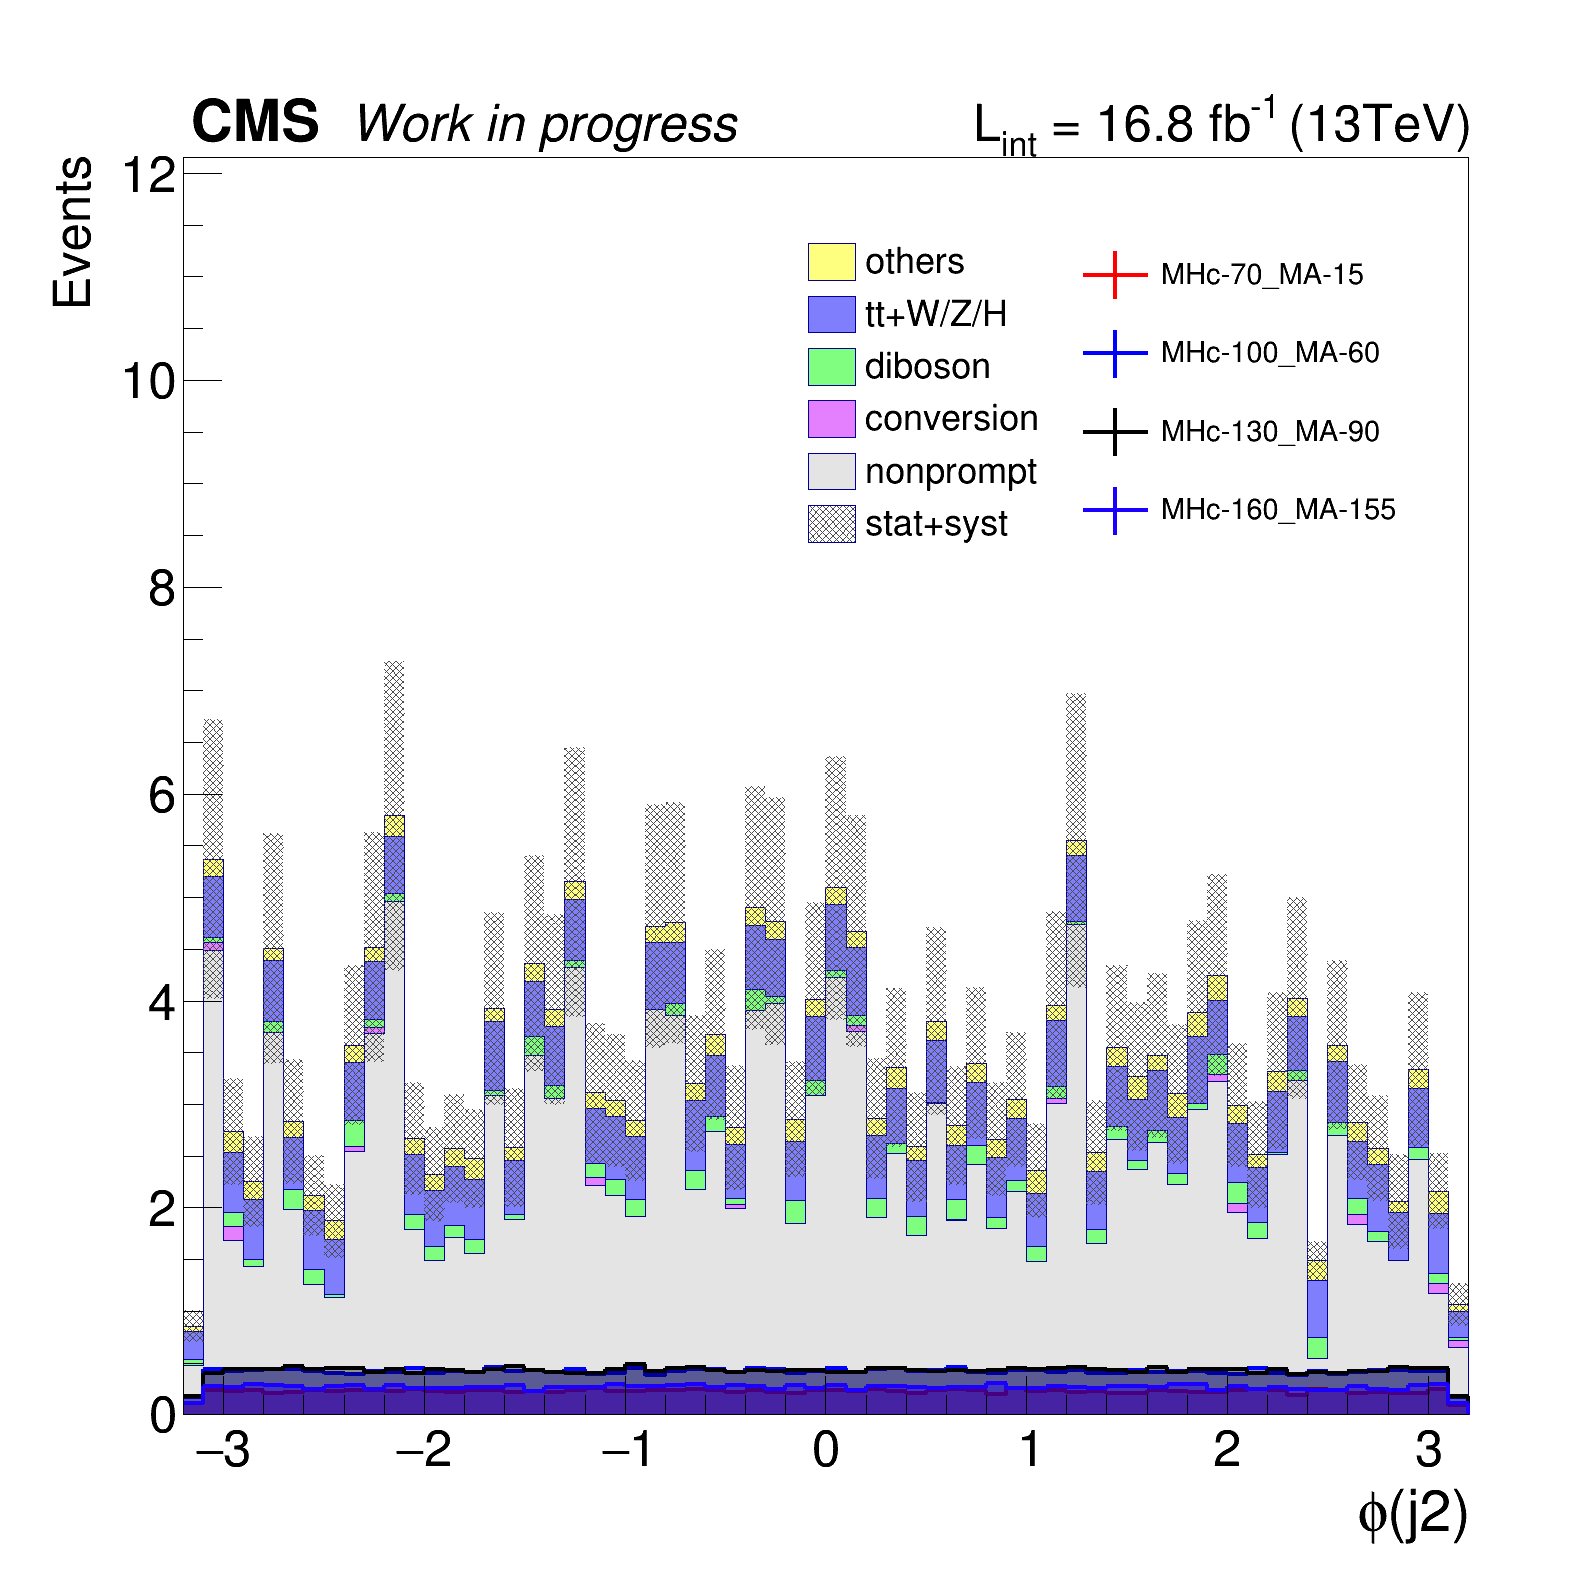 CMS Work in progress
L_int = 16.8 fb^-1 (13TeV)
Events
12
10
8
6
4
2
0
others
tt+W/Z/H
diboson
conversion
nonprompt
stat+syst
MHc-70_MA-15
MHc-100_MA-60
MHc-130_MA-90
MHc-160_MA-155
−3 −2 −1 0 1 2 3
ϕ(j2)